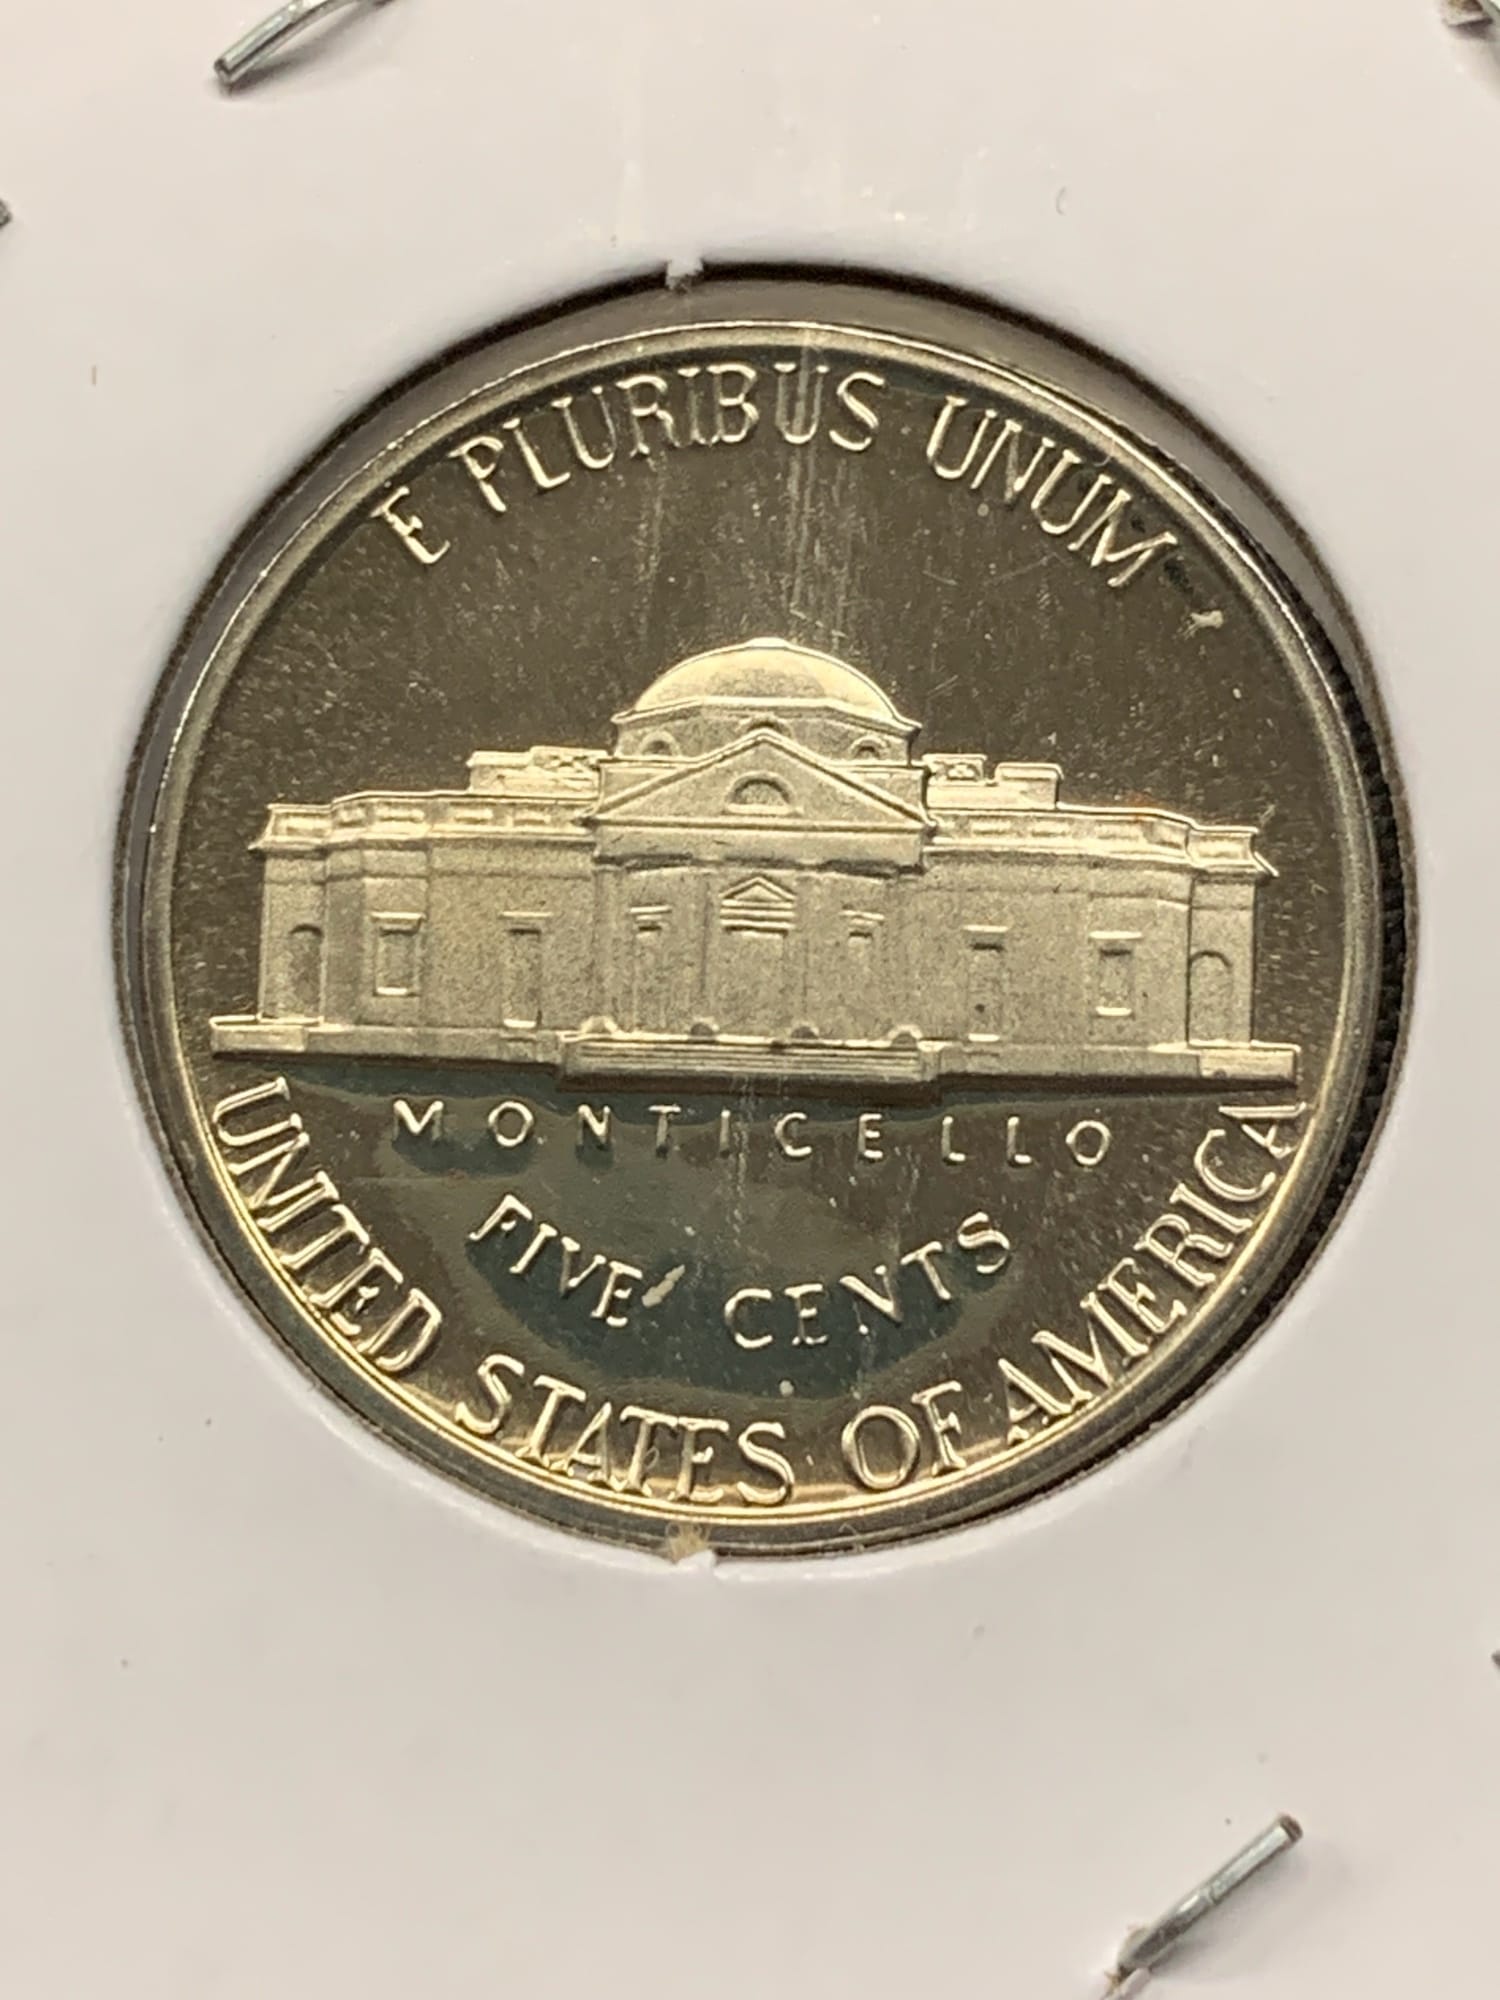 E PLURIBUS UNUM
MONTICELLO
FIVE CENTS
UNITED STATES OF AMERICA